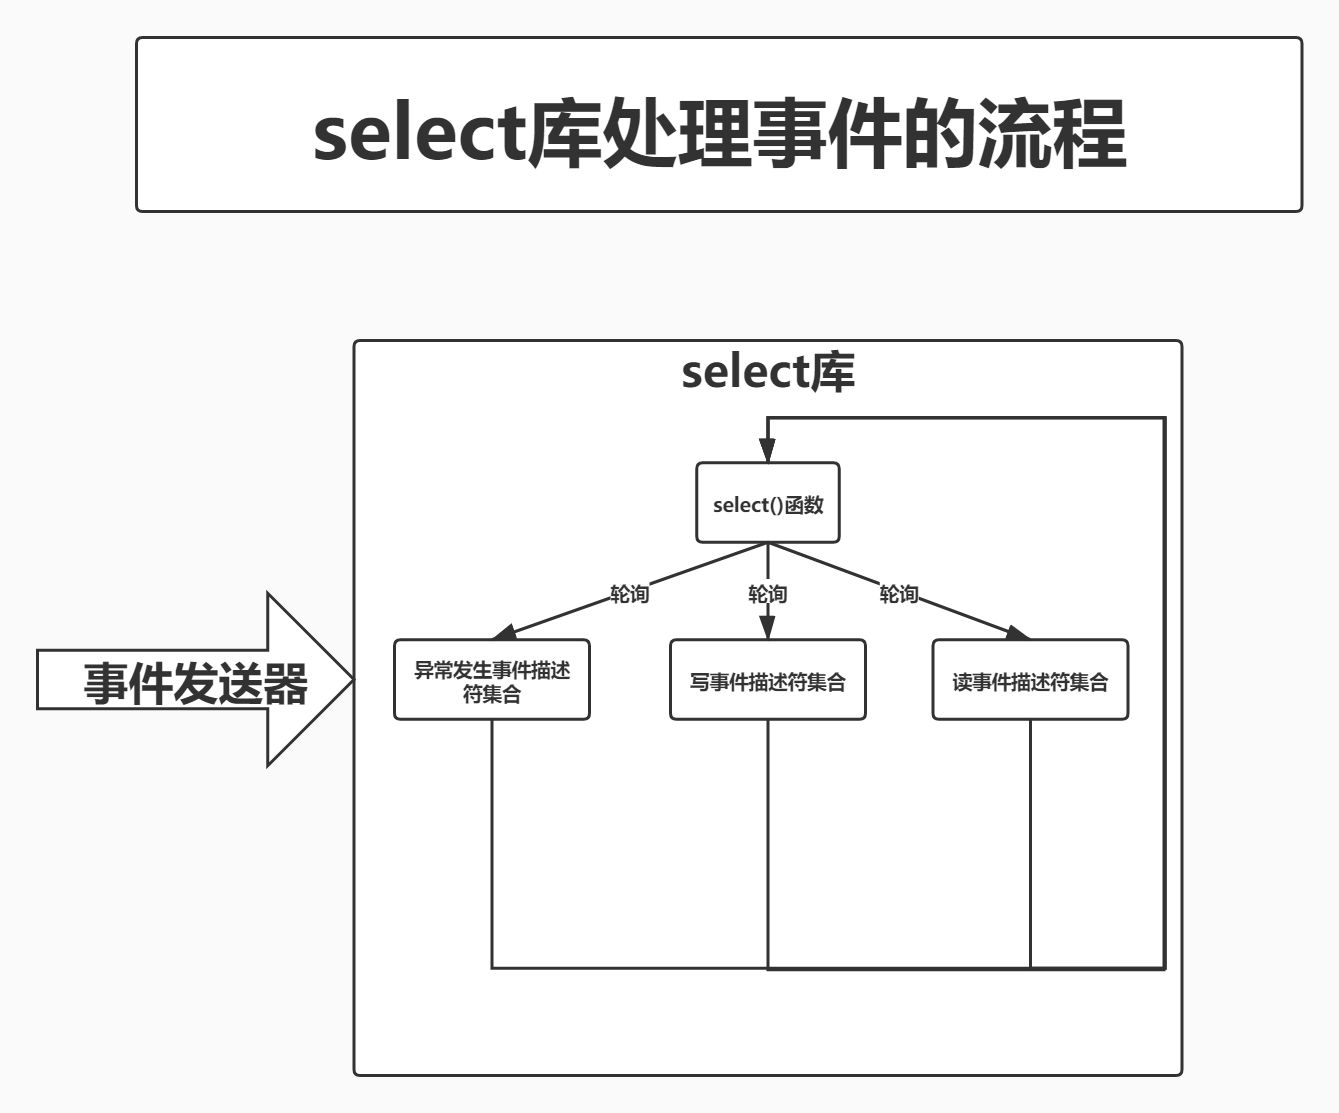 select库处理事件的流程
select库
select()函数
轮询
轮询
轮询
事件发送器
异常发生事件描述
符集合
写事件描述符集合
读事件描述符集合